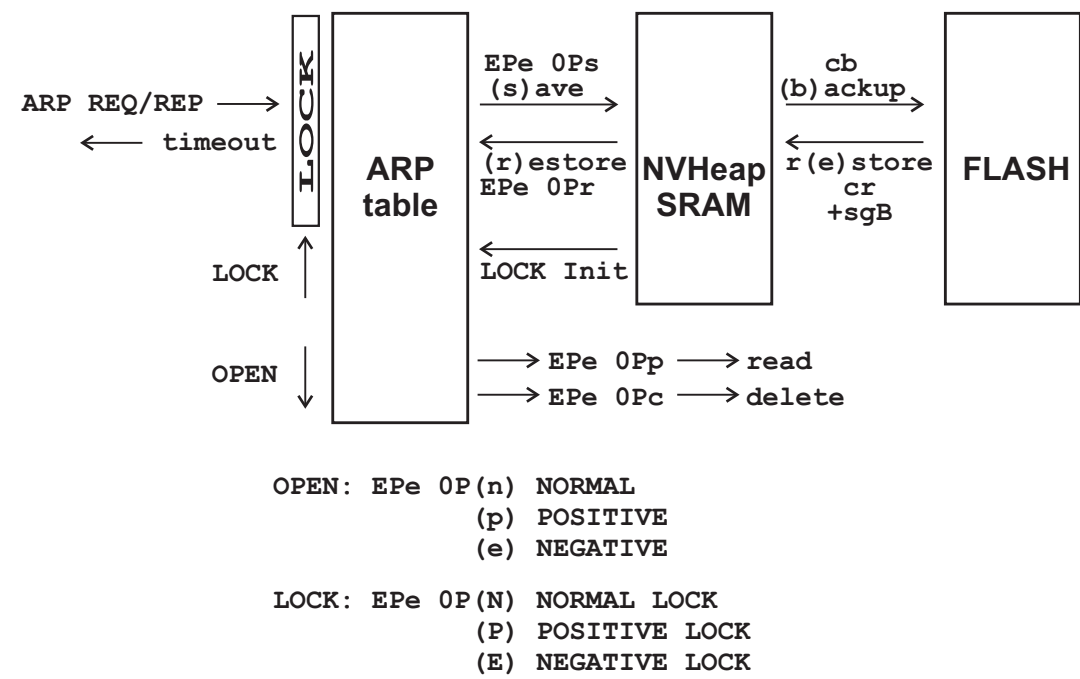 LOCK
ARP REQ/REP
timeout
ARP
table
EPe 0Ps
(s)ave
(r)estore
EPe 0Pr
LOCK Init
NVHeap
SRAM
cb
(b)ackup
r(e)store
cr
+sgB
FLASH
LOCK
OPEN
EPe 0Pp
read
EPe 0Pc
delete
OPEN: EPe 0P(n) NORMAL
(p) POSITIVE
(e) NEGATIVE
LOCK: EPe 0P(N) NORMAL LOCK
(P) POSITIVE LOCK
(E) NEGATIVE LOCK